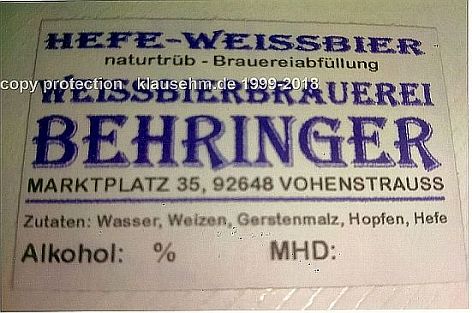 HEFE-WEISSBIER
naturtrüb - Brauereiabfüllung
copy protection klausehm.de 1999-2018
WEISSBIERBRAUEREI
BEHRINGER
MARKTPLATZ 35, 92648 VOHENSTRAUSS
Zutaten: Wasser, Weizen, Gerstenmalz, Hopfen, Hefe
Alkohol: % MHD: